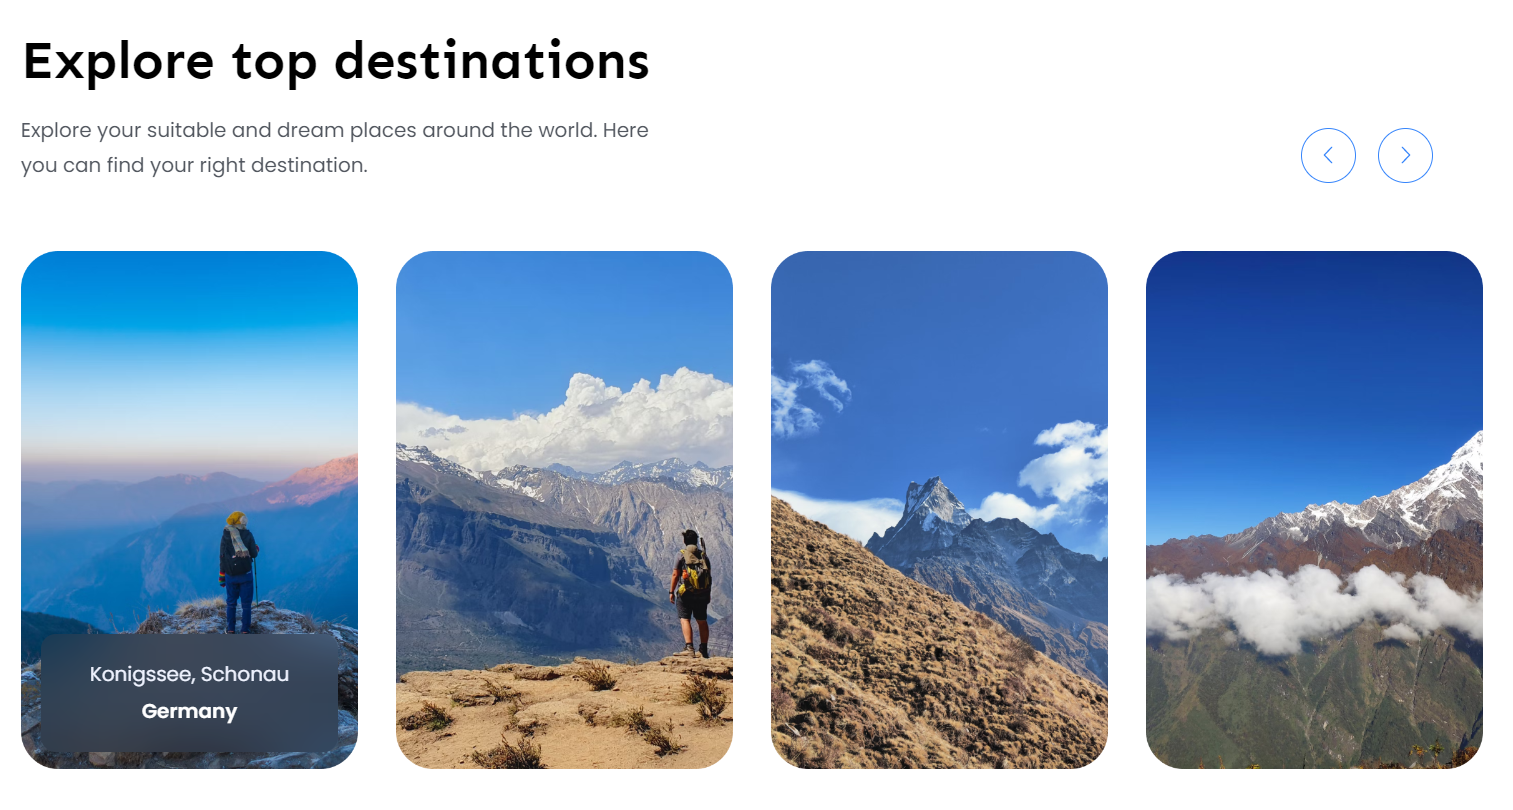 Explore top destinations
Explore your suitable and dream places around the world. Here
you can find your right destination.
Konigssee, Schonau
Germany